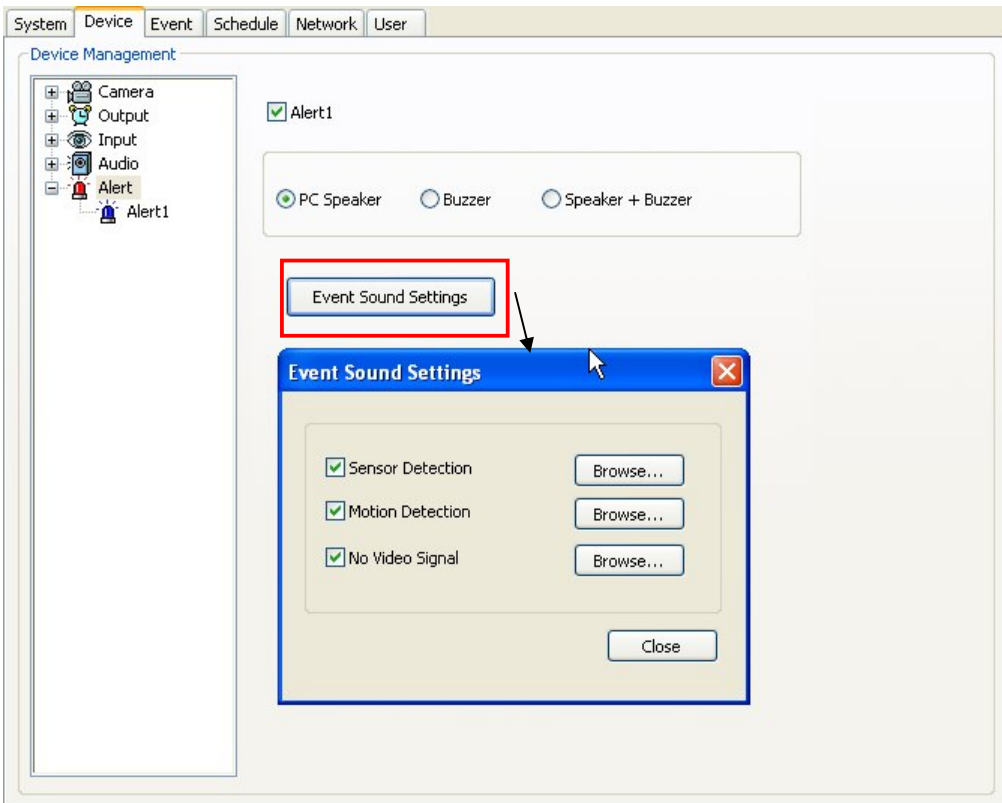 System Device Event Schedule Network User
Device Management
Camera
Output
Input
Audio
Alert
Alert1
Alert1
PC Speaker Buzzer Speaker + Buzzer
Event Sound Settings
Event Sound Settings
Sensor Detection Browse...
Motion Detection Browse...
No Video Signal Browse...
Close